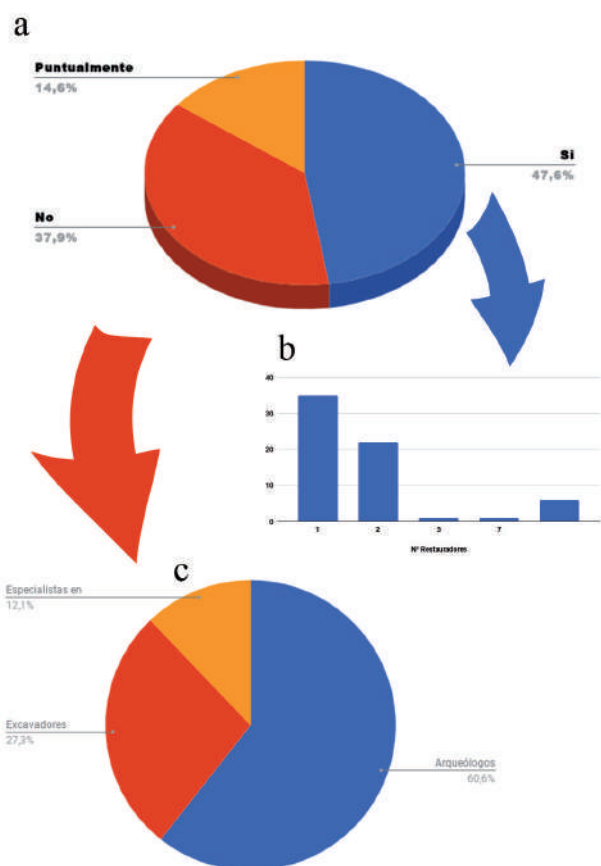 a
Puntualmente
14,6%
Si
47,6%
No
37,9%
b
40
30
20
10
0
1
2
3
7
Nº Restauradores
c
Especialistas en
12,1%
Excavadores
27,3%
Arqueólogos
60,6%